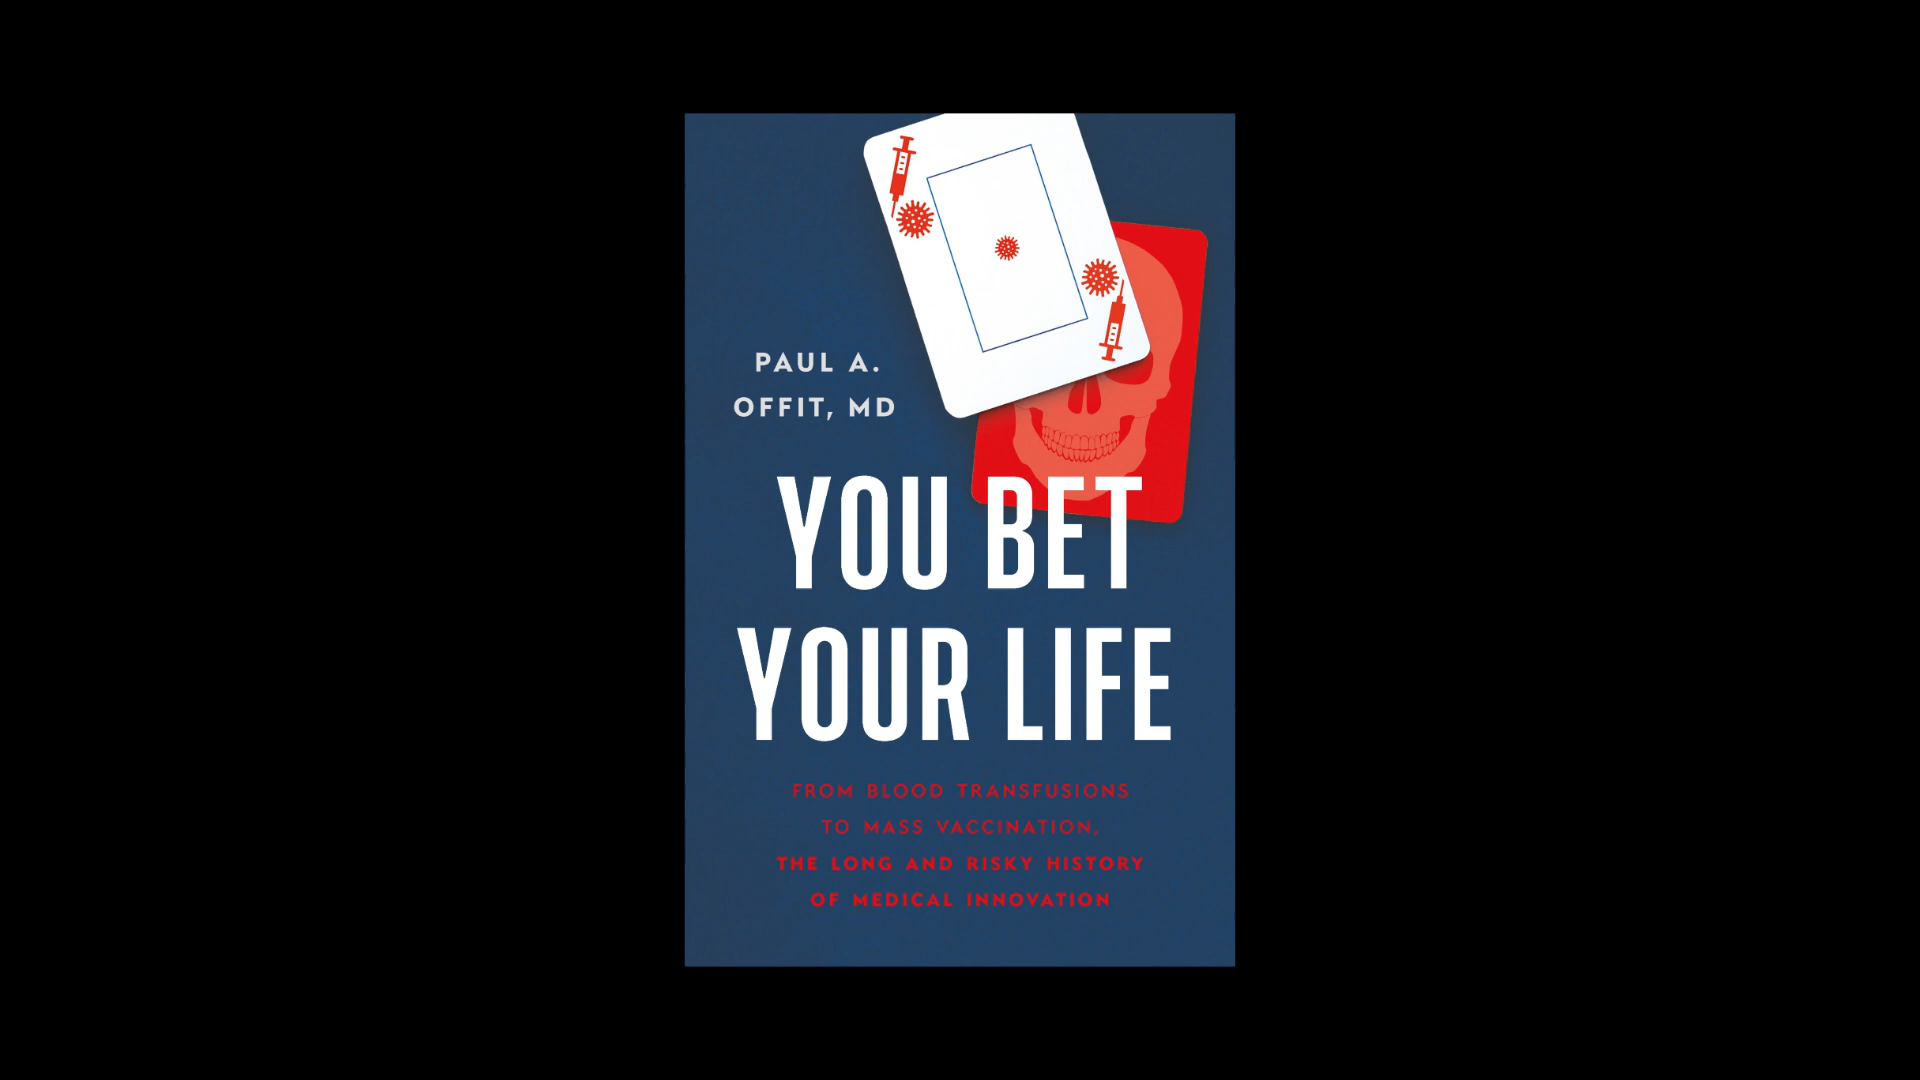 PAUL A.
OFFIT, MD
YOU BET
YOUR LIFE
FROM BLOOD TRANSFUSIONS
TO MASS VACCINATION,
THE LONG AND RISKY HISTORY
OF MEDICAL INNOVATION